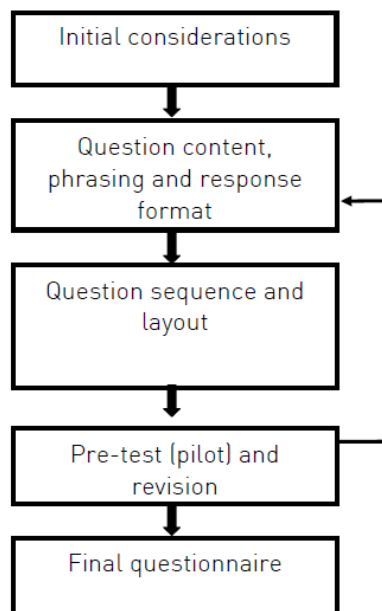 Initial considerations
Question content,
phrasing and response
format
Question sequence and
layout
Pre-test (pilot) and
revision
Final questionnaire